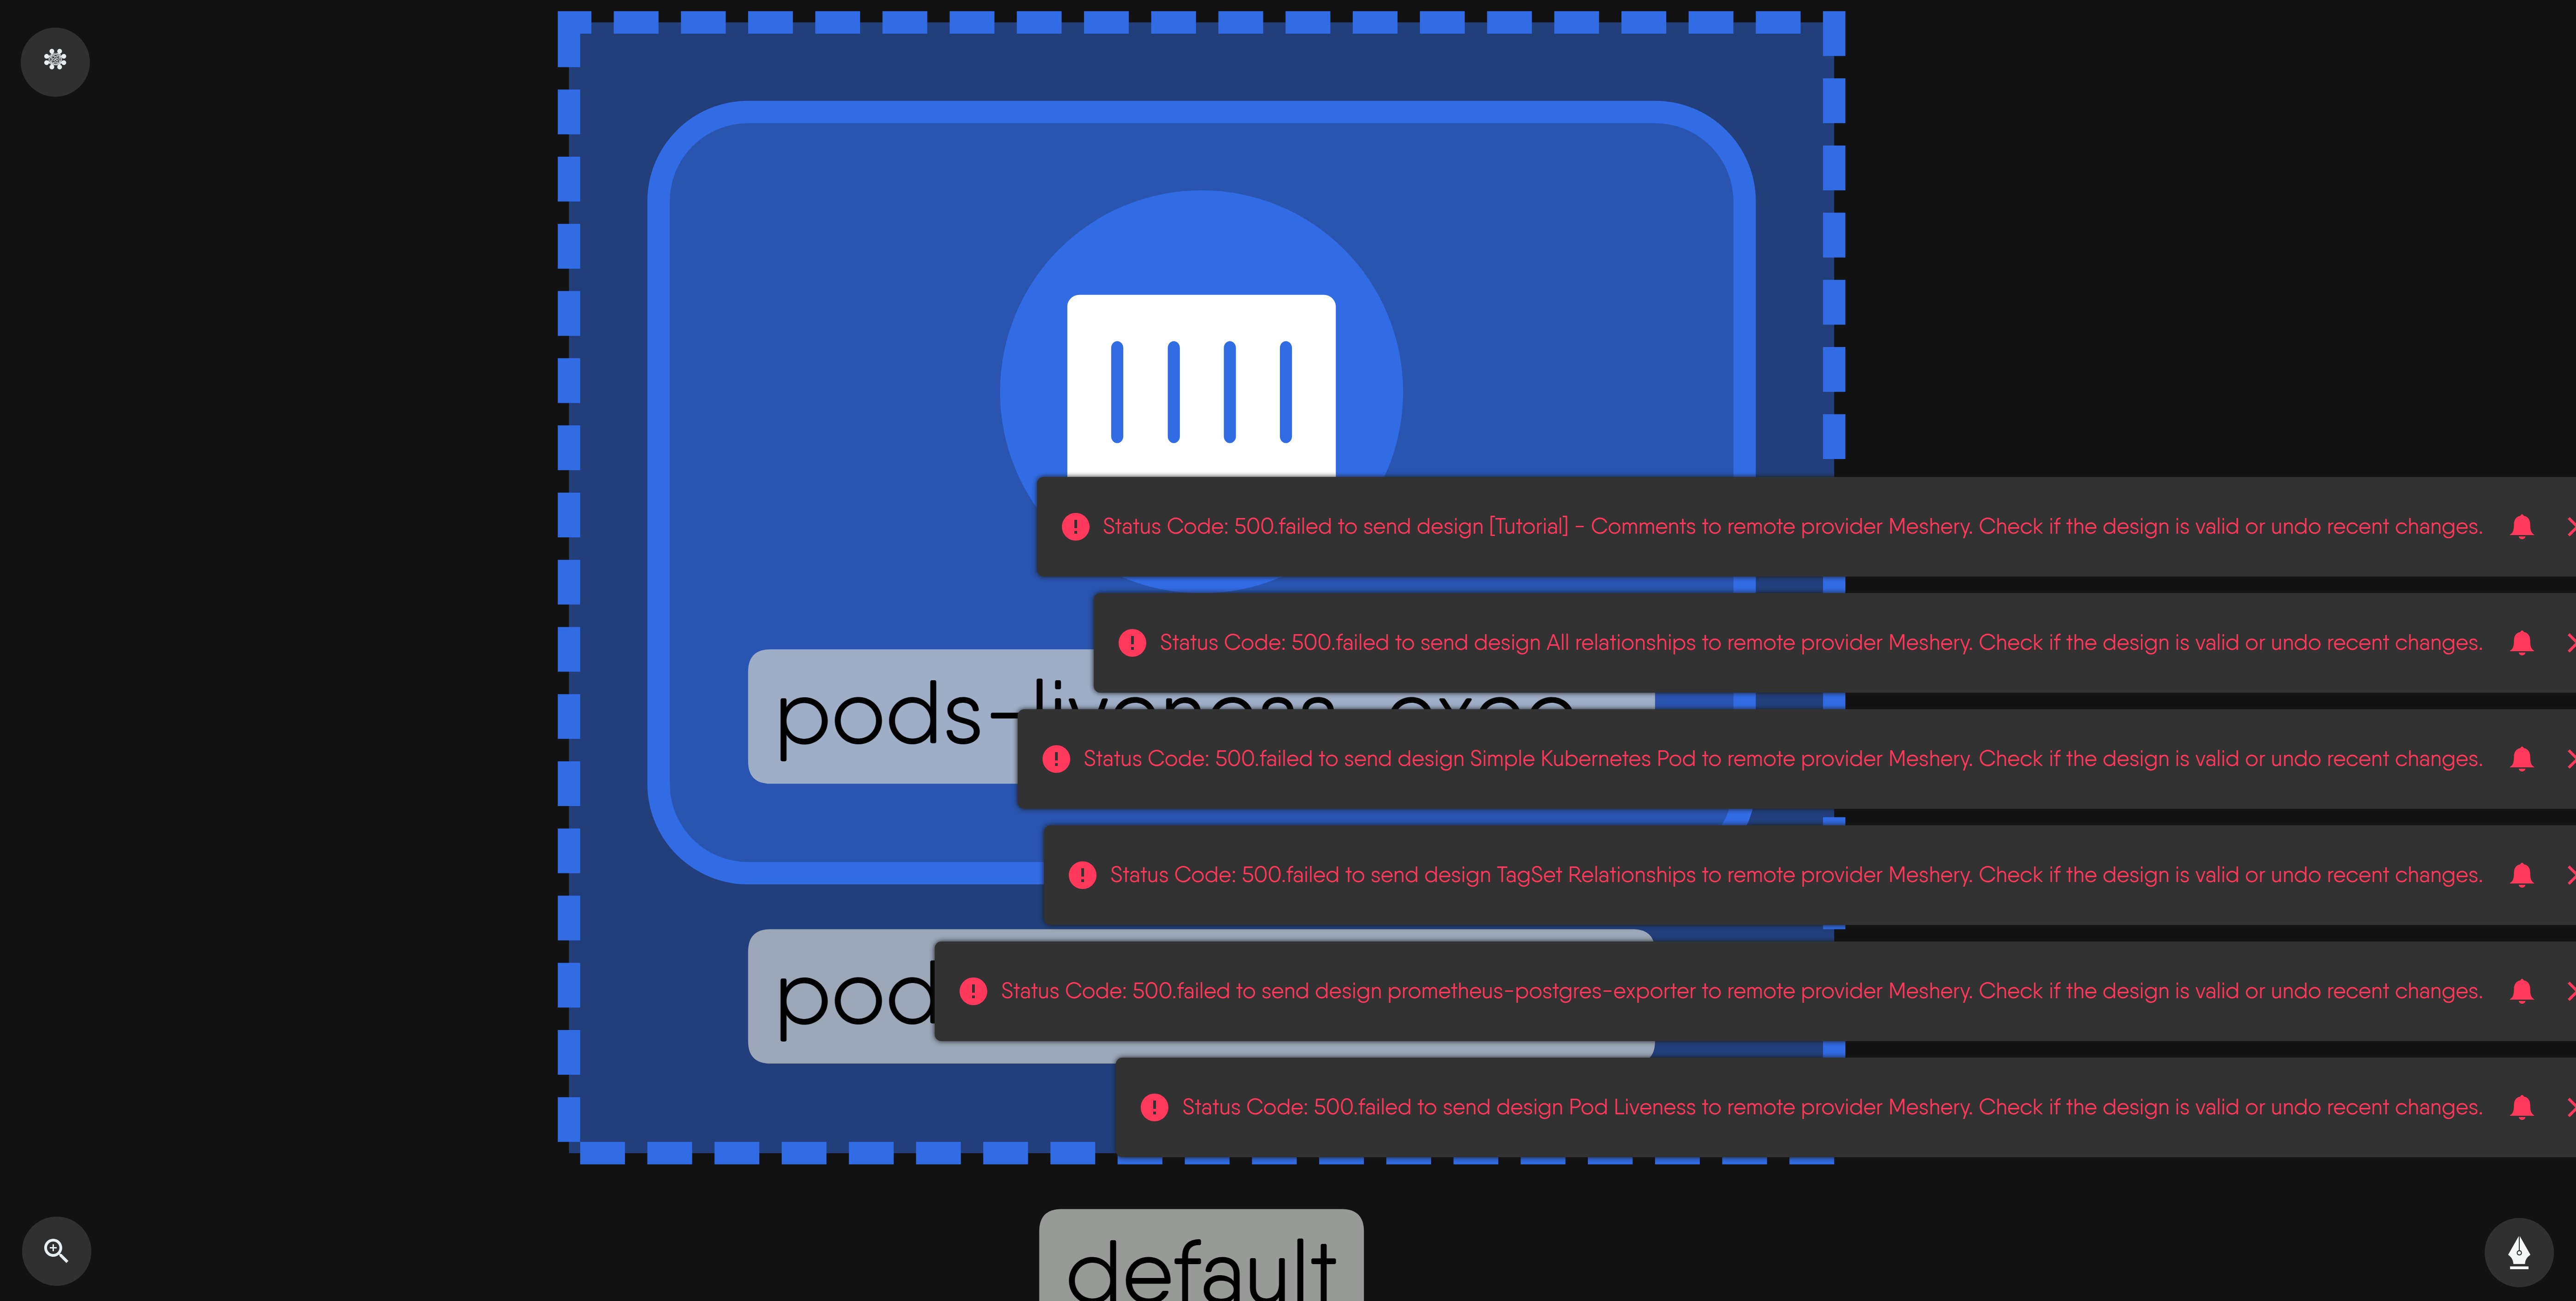 Status Code: 500.failed to send design [Tutorial] - Comments to remote provider Meshery. Check if the design is valid or undo recent changes.
Status Code: 500.failed to send design All relationships to remote provider Meshery. Check if the design is valid or undo recent changes.
pods-liveness-exec
Status Code: 500.failed to send design Simple Kubernetes Pod to remote provider Meshery. Check if the design is valid or undo recent changes.
Status Code: 500.failed to send design TagSet Relationships to remote provider Meshery. Check if the design is valid or undo recent changes.
pod
Status Code: 500.failed to send design prometheus-postgres-exporter to remote provider Meshery. Check if the design is valid or undo recent changes.
Status Code: 500.failed to send design Pod Liveness to remote provider Meshery. Check if the design is valid or undo recent changes.
default